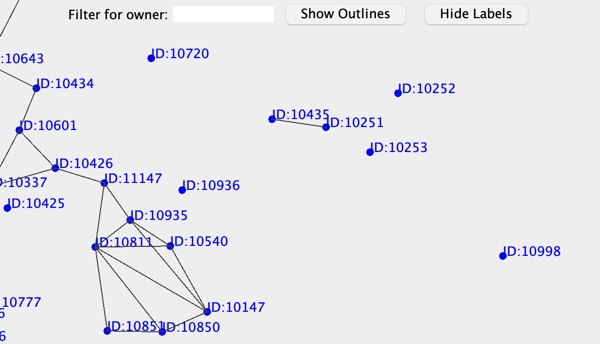 Filter for owner: Show Outlines Hide Labels
:10643
ID:10720
ID:10434
ID:10252
ID:10435
ID:10251
ID:10601
ID:10253
ID:10426
ID:11147
D:10337
ID:10936
ID:10425
ID:10935
ID:10811
ID:10540
ID:10998
10777
ID:10147
6
ID:10851
ID:10850
6